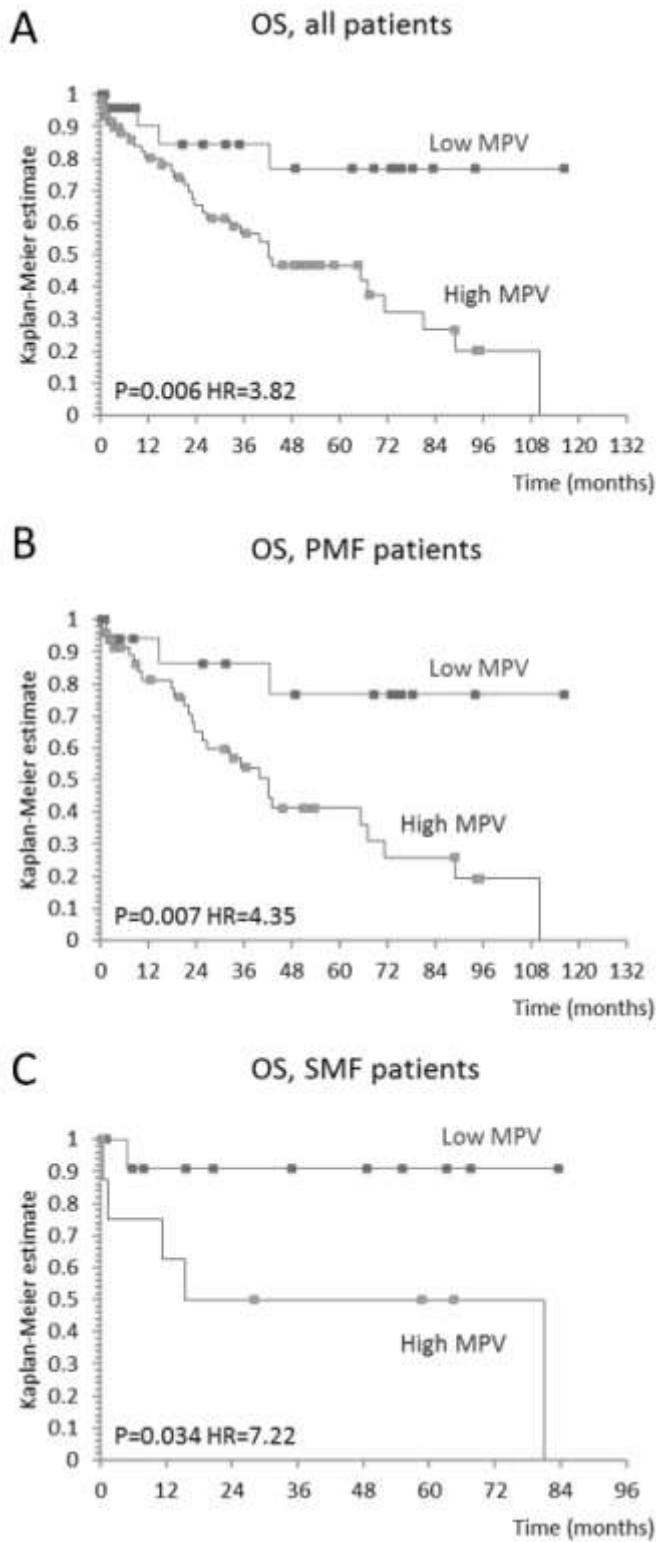 A
OS, all patients
Kaplan-Meier estimate
1
0.9
0.8
0.7
0.6
0.5
0.4
0.3
0.2
0.1
0
Low MPV
High MPV
P=0.006 HR=3.82
0 12 24 36 48 60 72 84 96 108 120 132
Time (months)
B
OS, PMF patients
Kaplan-Meier estimate
1
0.9
0.8
0.7
0.6
0.5
0.4
0.3
0.2
0.1
0
Low MPV
High MPV
P=0.007 HR=4.35
0 12 24 36 48 60 72 84 96 108 120 132
Time (months)
C
OS, SMF patients
Kaplan-Meier estimate
1
0.9
0.8
0.7
0.6
0.5
0.4
0.3
0.2
0.1
0
Low MPV
High MPV
P=0.034 HR=7.22
0 12 24 36 48 60 72 84 96
Time (months)